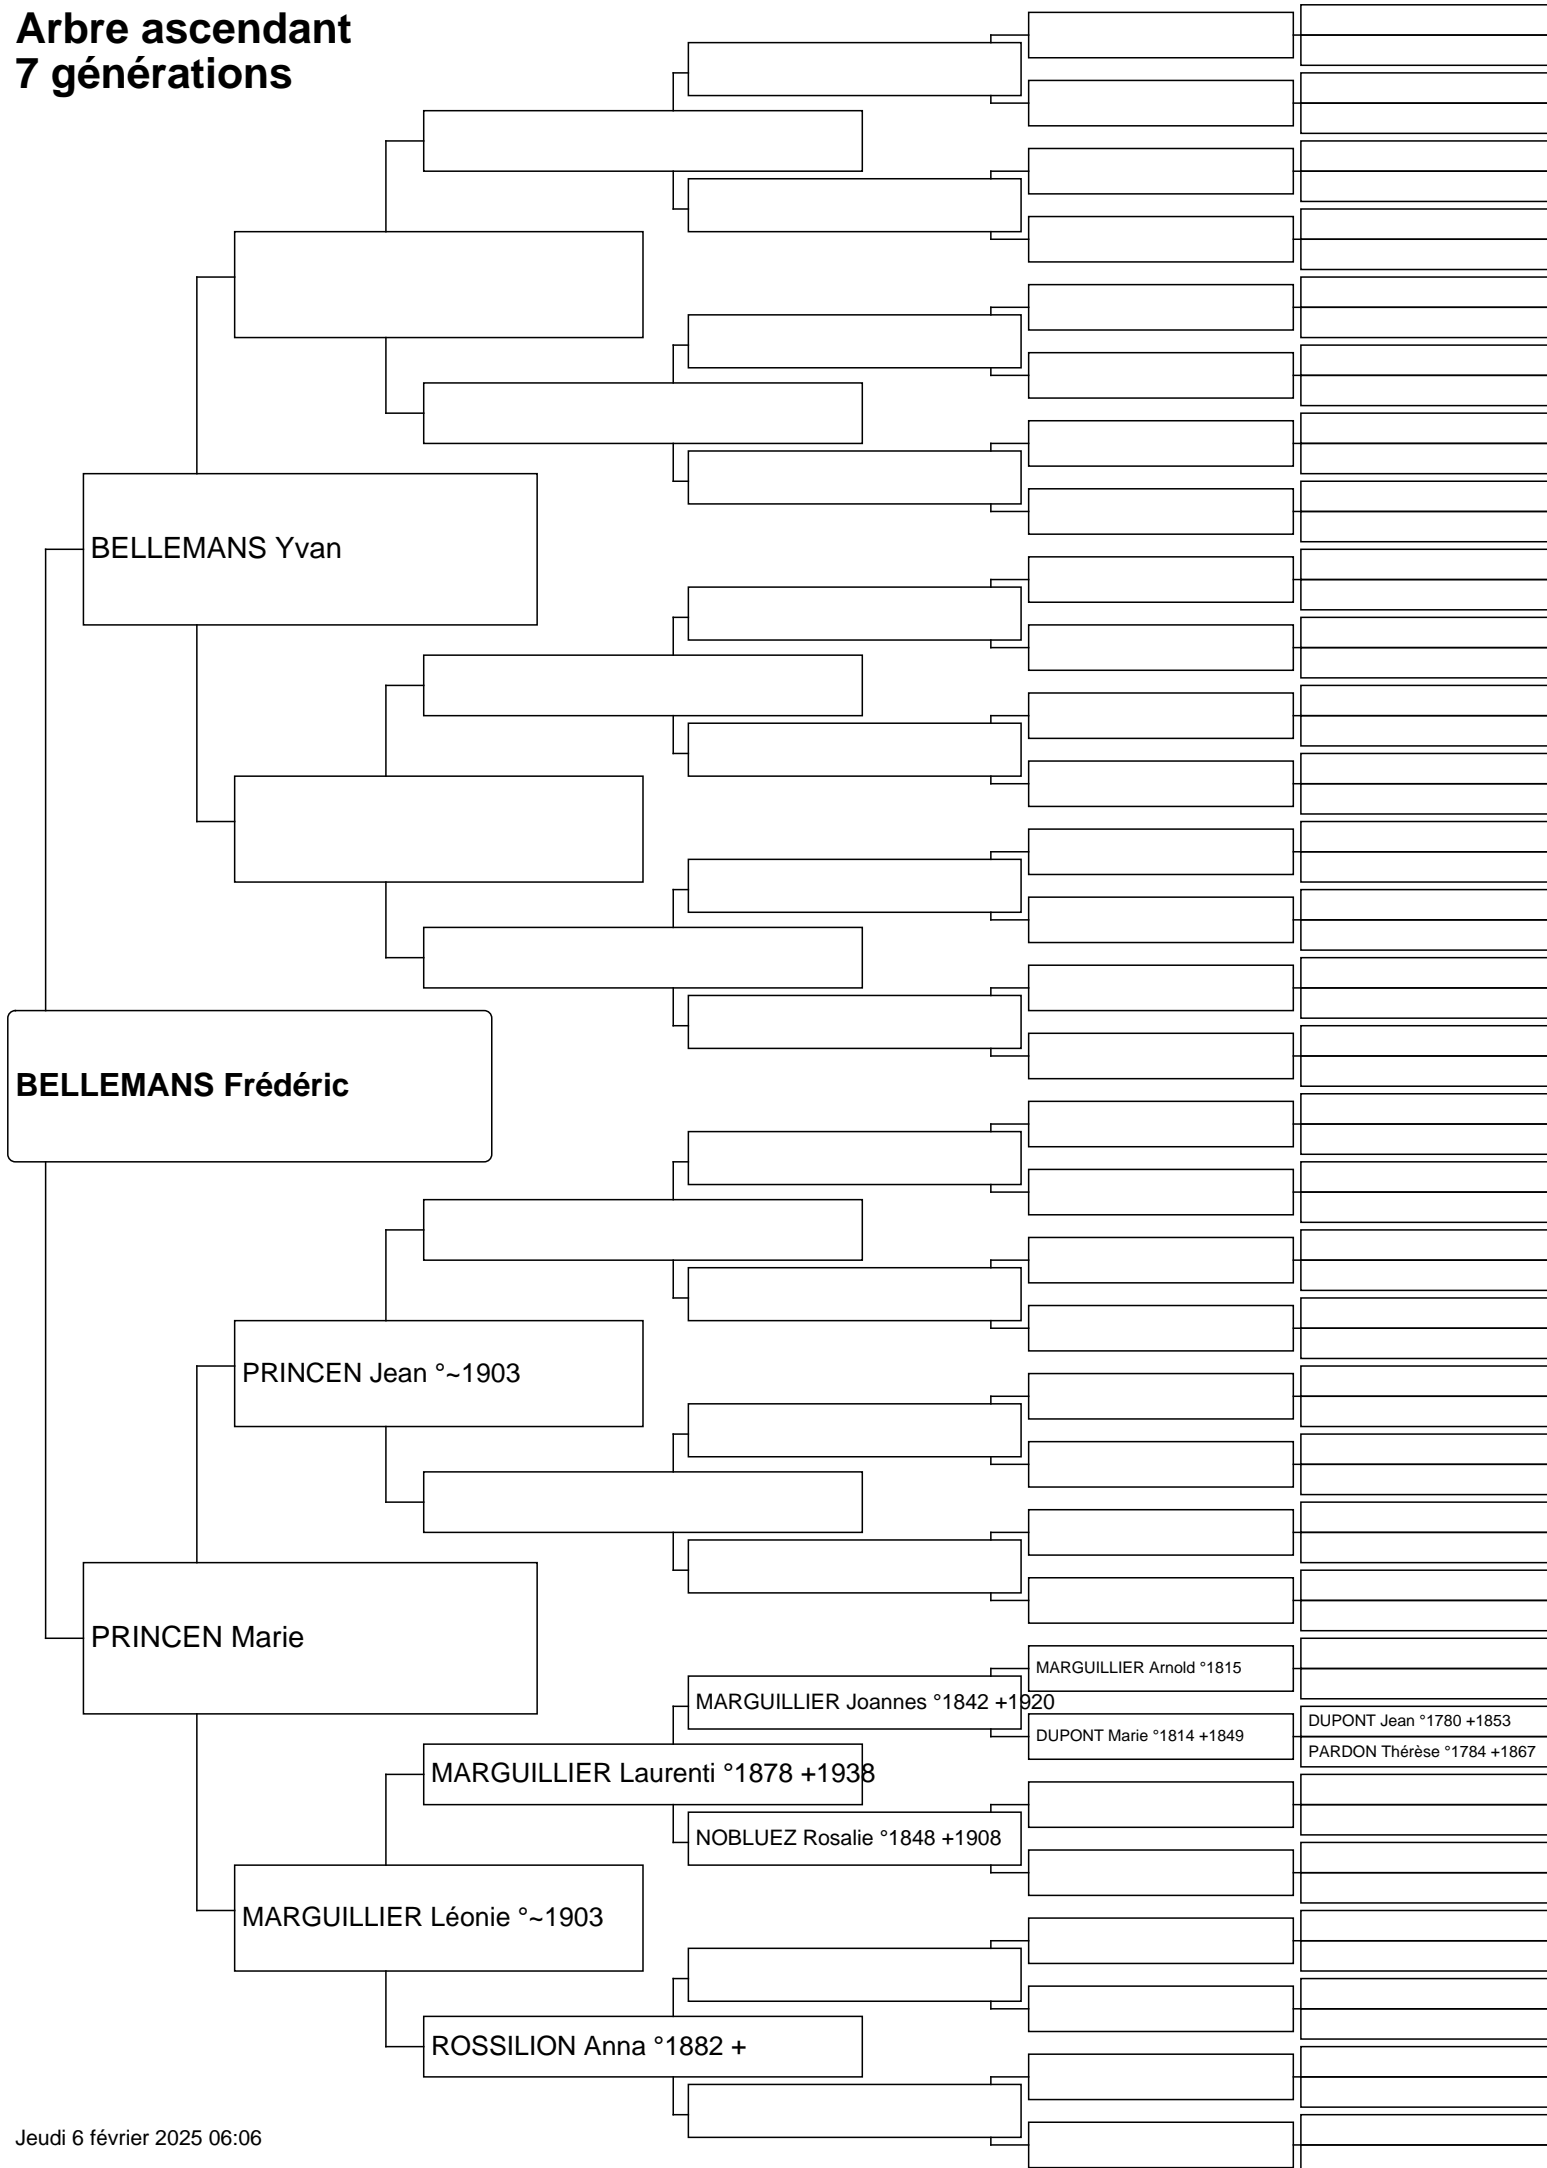 Arbre ascendant
7 générations
BELLEMANS Yvan
BELLEMANS Frédéric
PRINCEN Jean °~1903
PRINCEN Marie
MARGUILLIER Arnold °1815
MARGUILLIER Joannes °1842 +1920
DUPONT Jean °1780 +1853
DUPONT Marie °1814 +1849
PARDON Thérèse °1784 +1867
MARGUILLIER Laurenti °1878 +1938
NOBLUEZ Rosalie °1848 +1908
MARGUILLIER Léonie °~1903
ROSSILION Anna °1882 +
Jeudi 6 février 2025 06:06